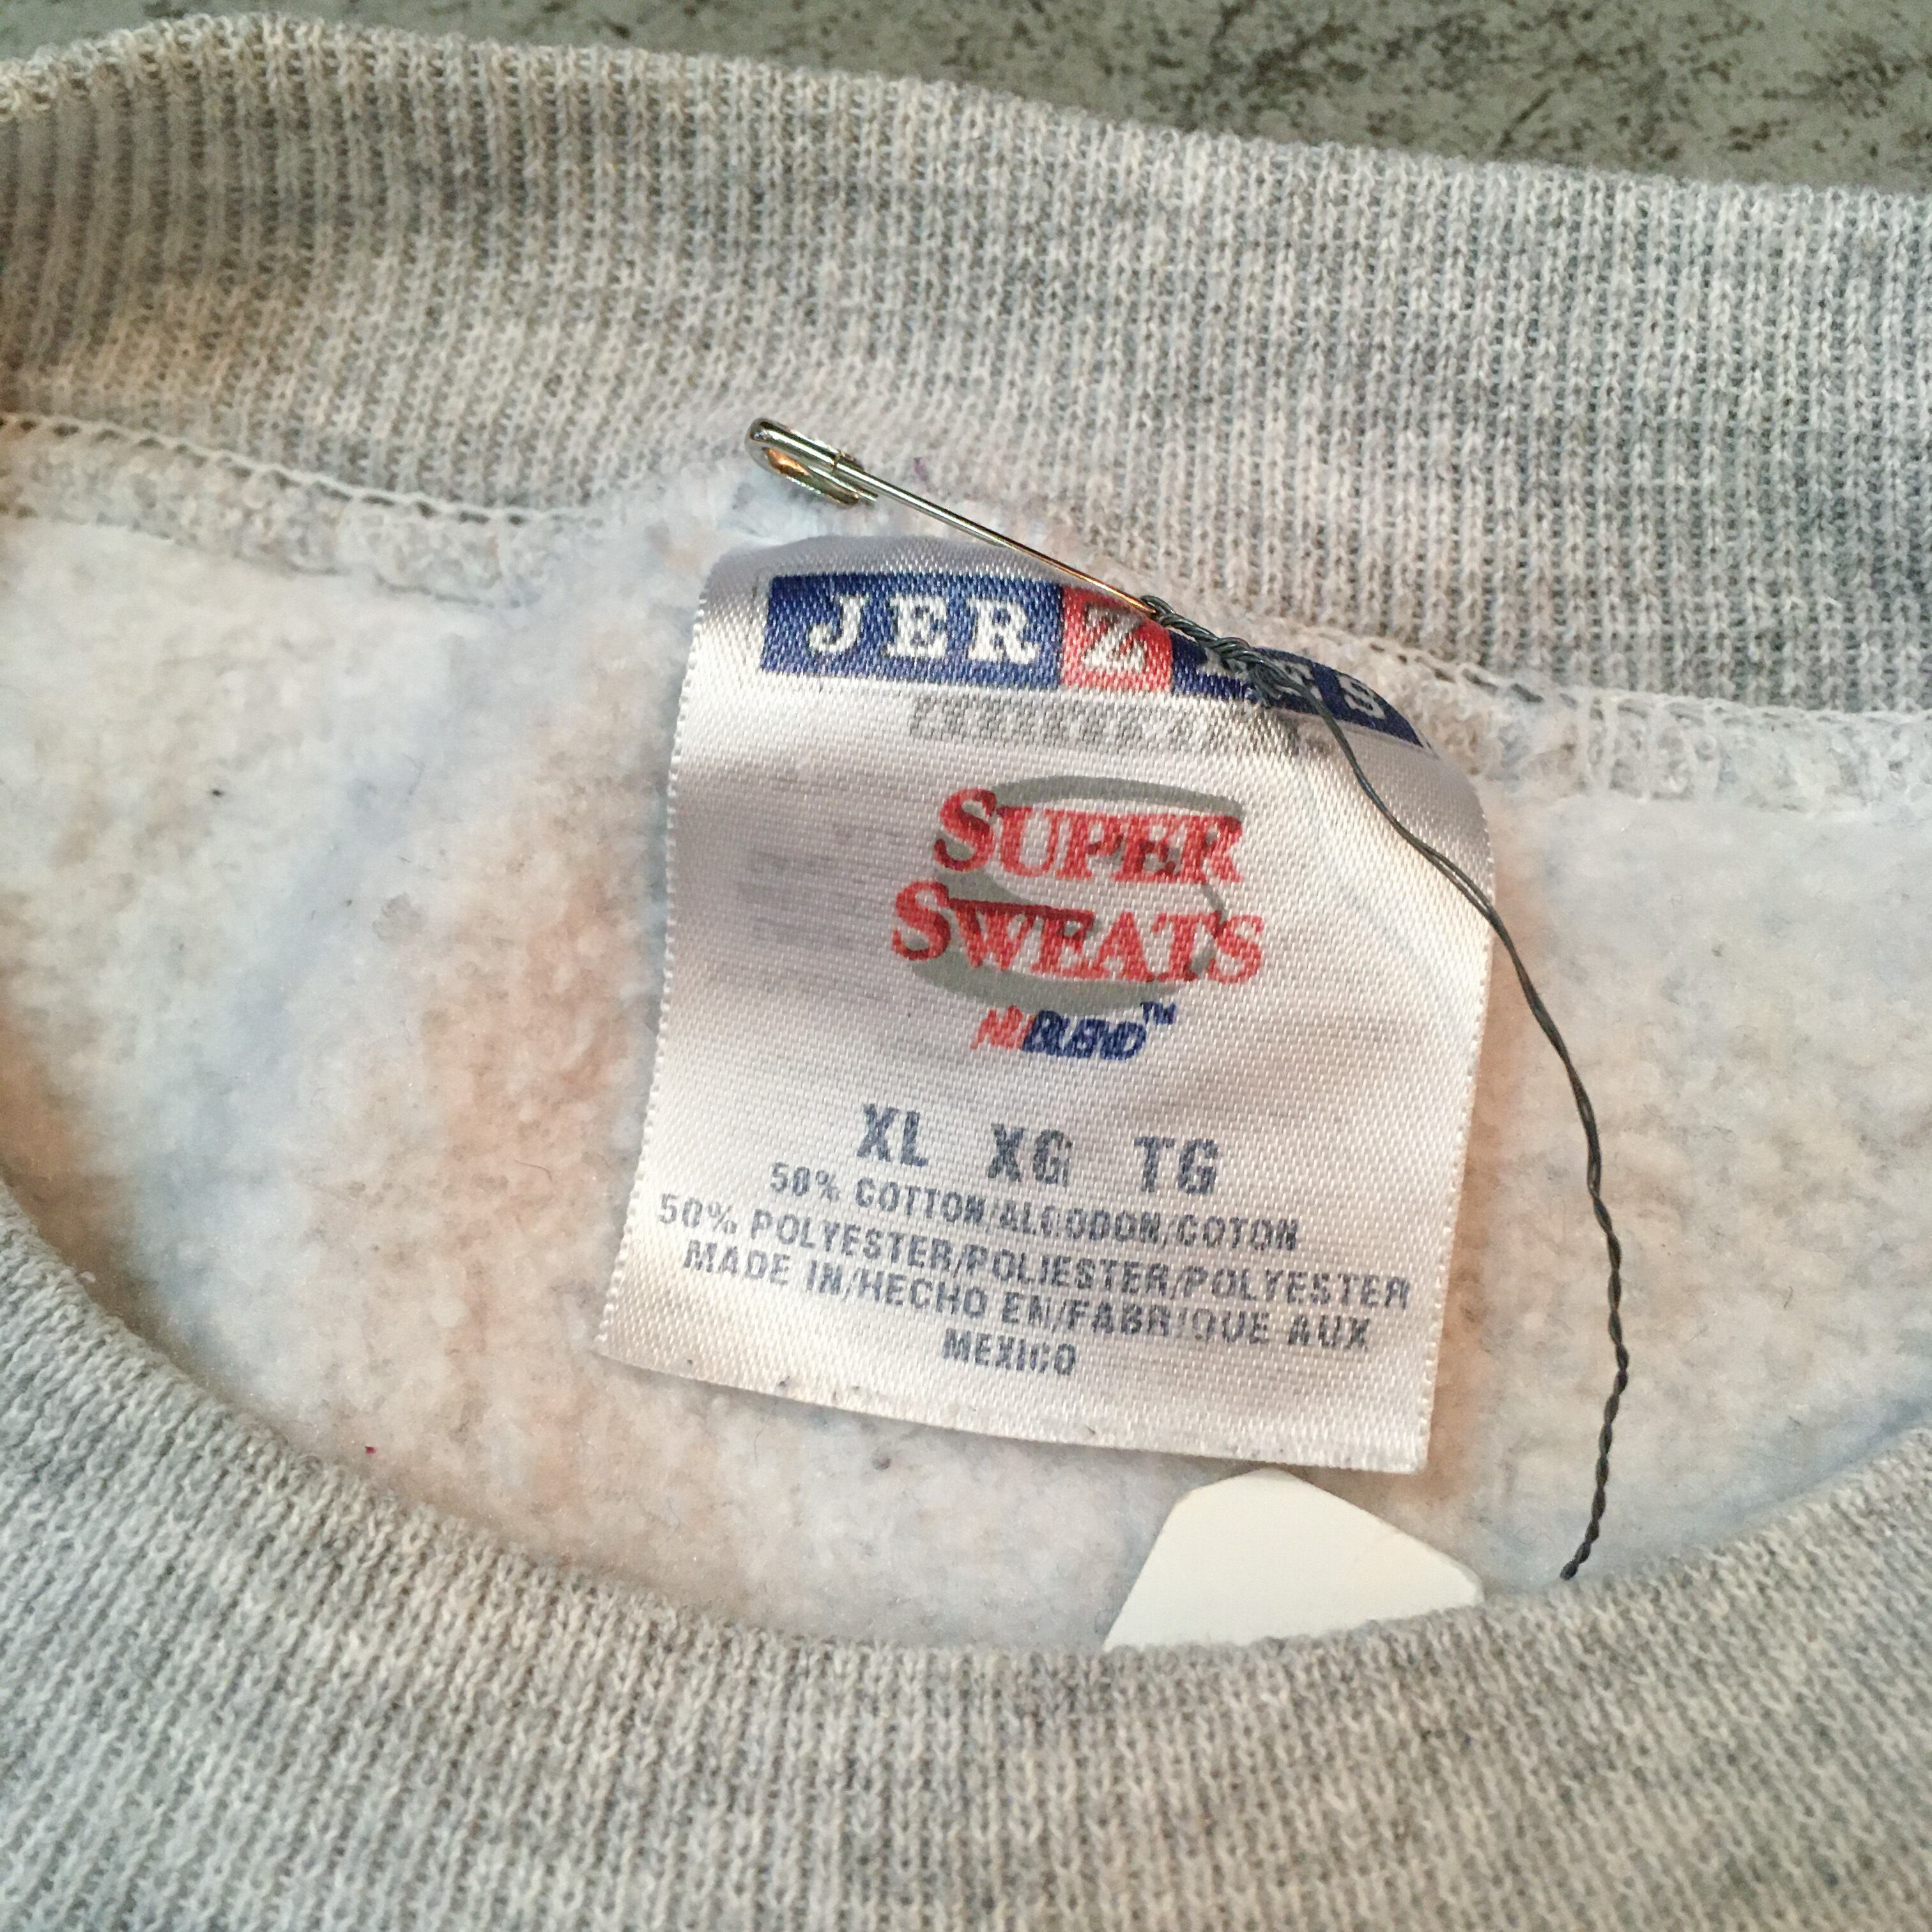 JERZEES
SUPER
SWEATS
NUBLEND™
XL XG TG
50% COTTON/ALGODON/COTON
50% POLYESTER/POLIESTER/POLYESTER
MADE IN/HECHO EN/FABRIQUE AUX
MEXICO